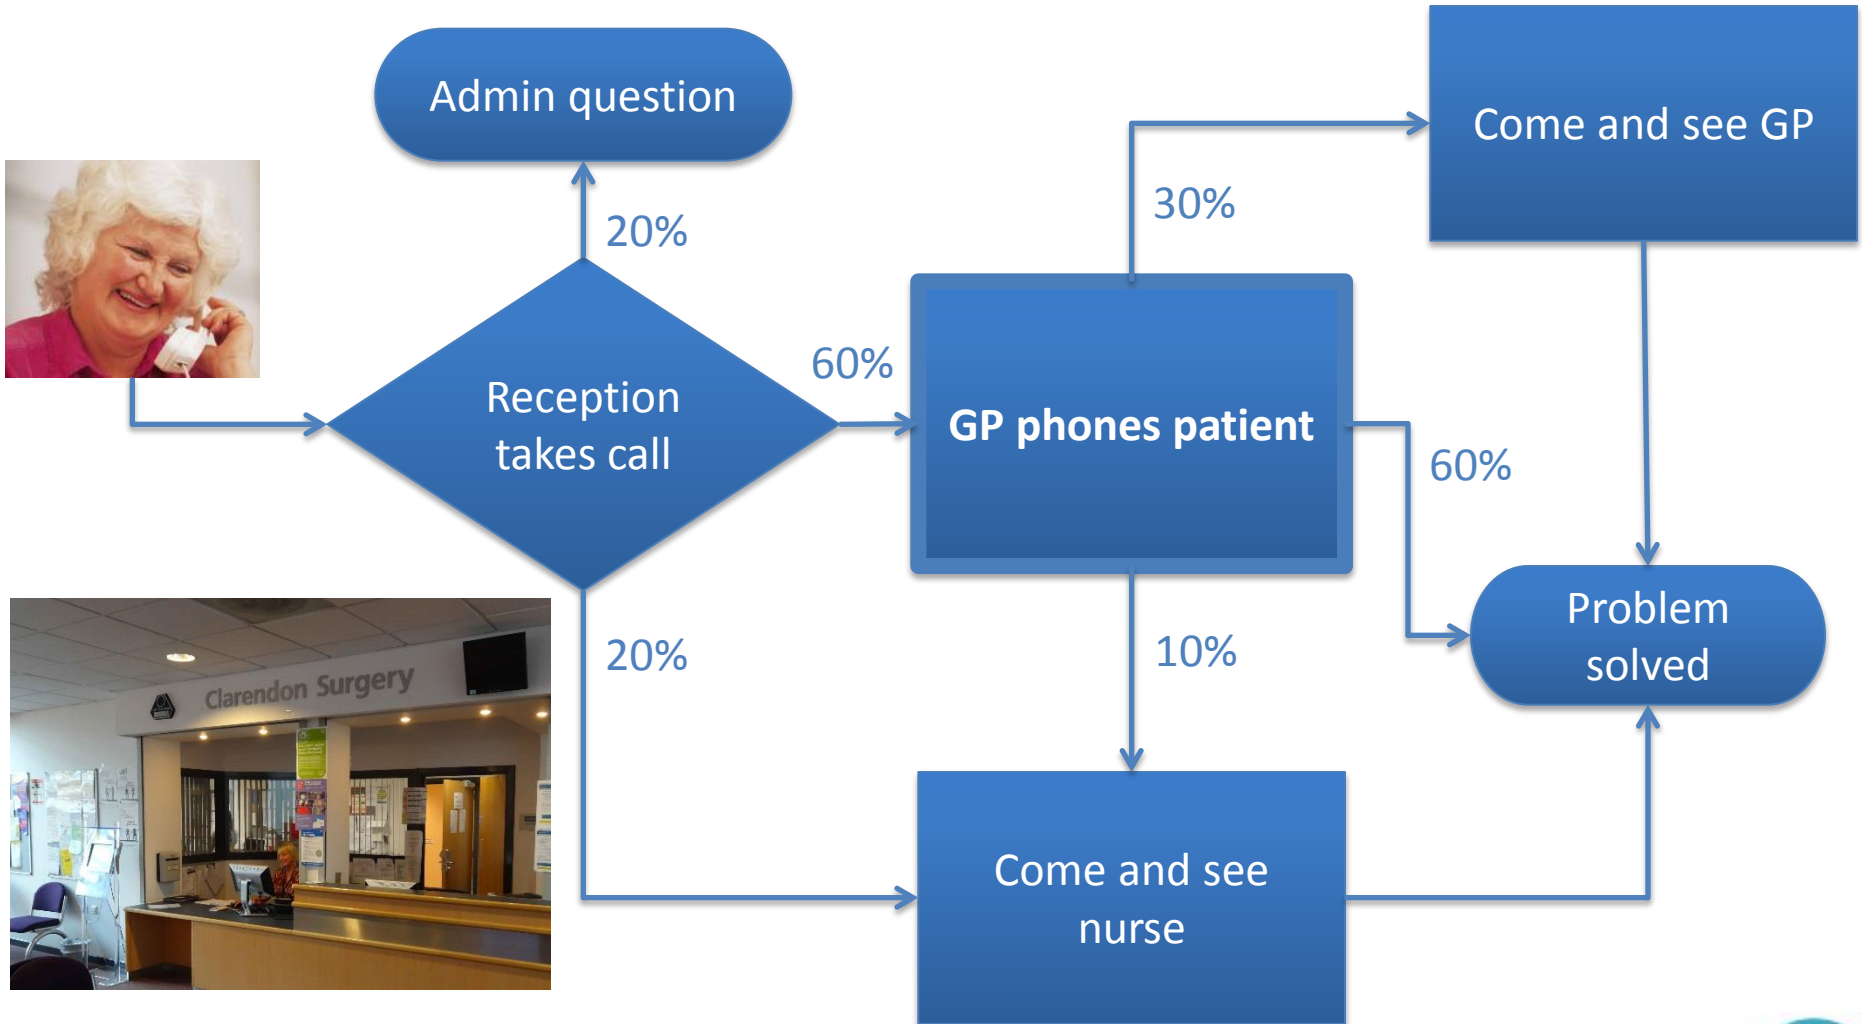 Admin question
20%
Come and see GP
30%
Reception
takes call
60%
GP phones patient
60%
20%
10%
Problem
solved
Clarendon Surgery
Come and see
nurse